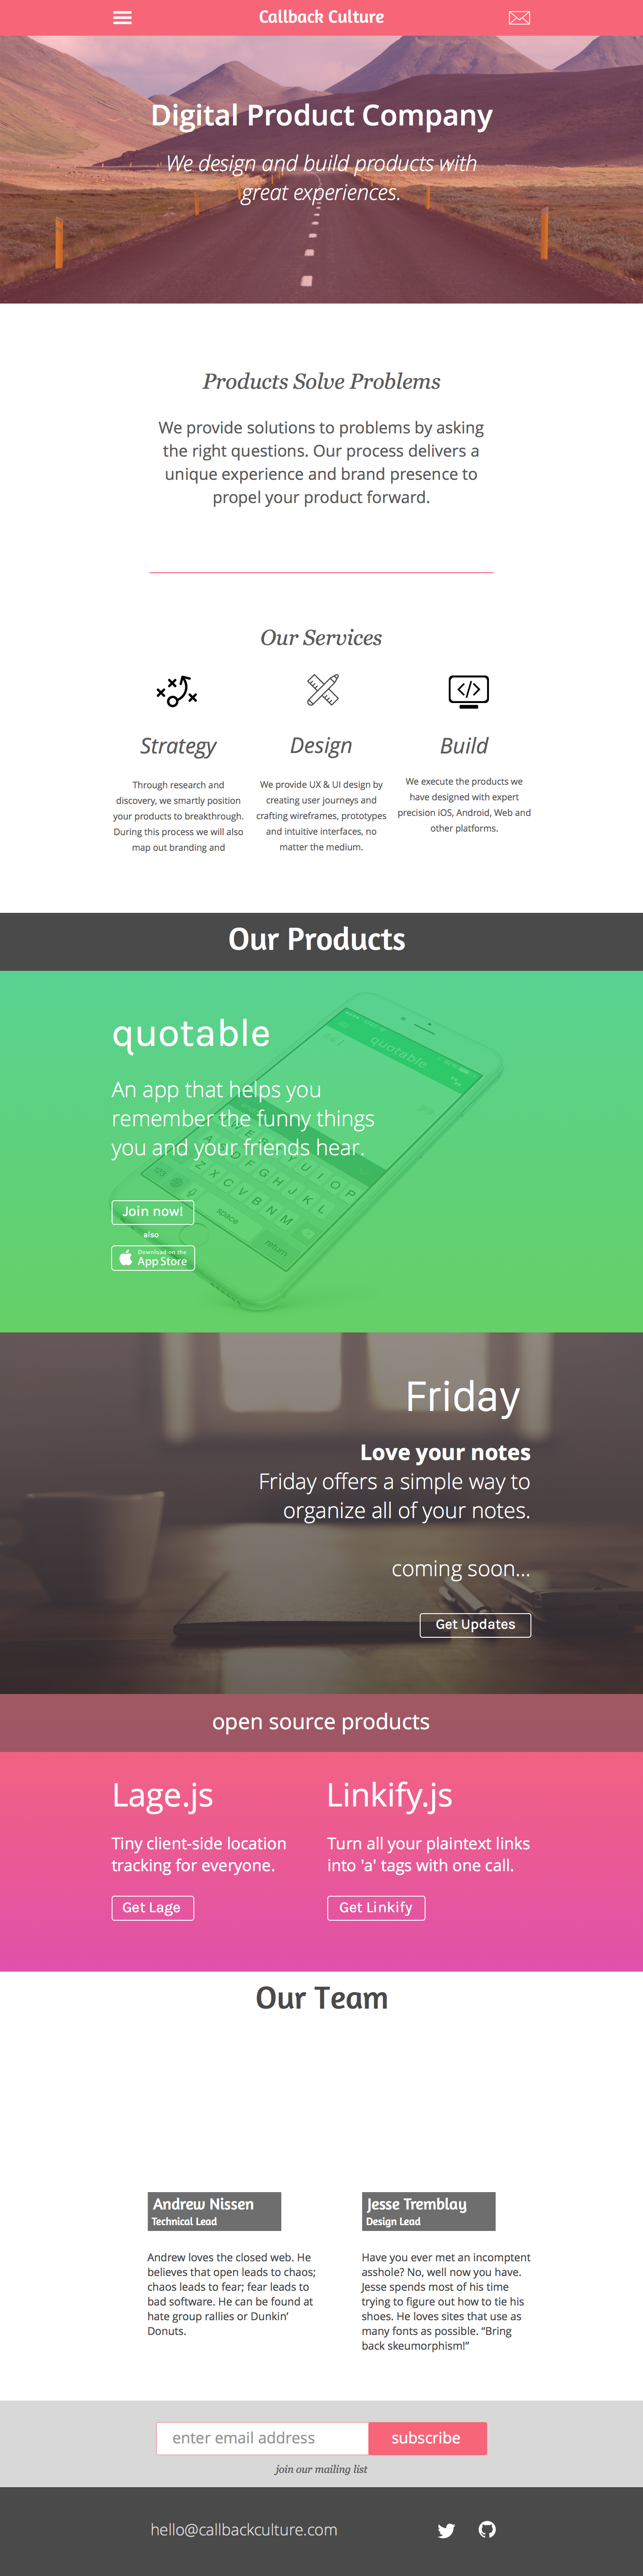 Callback Culture
Digital Product Company
We design and build products with
great experiences.
Products Solve Problems
We provide solutions to problems by asking
the right questions. Our process delivers a
unique experience and brand presence to
propel your product forward.
Our Services
Strategy
Through research and
discovery, we smartly position
your products to breakthrough.
During this process we will also
map out branding and
Design
We provide UX & UI design by
creating user journeys and
crafting wireframes, prototypes
and intuitive interfaces, no
matter the medium.
Build
We execute the products we
have designed with expert
precision iOS, Android, Web and
other platforms.
Our Products
quotable
quotable
An app that helps you
remember the funny things
you and your friends hear.
Y U I O P
G H J K L
Z X C V B N M
123 space return
Join now!
also
Download on the
App Store
Friday
Love your notes
Friday offers a simple way to
organize all of your notes.
coming soon...
Get Updates
open source products
Lage.js
Tiny client-side location
tracking for everyone.
Get Lage
Linkify.js
Turn all your plaintext links
into 'a' tags with one call.
Get Linkify
Our Team
Andrew Nissen
Technical Lead
Andrew loves the closed web. He
believes that open leads to chaos;
chaos leads to fear; fear leads to
bad software. He can be found at
hate group rallies or Dunkin’
Donuts.
Jesse Tremblay
Design Lead
Have you ever met an incomptent
asshole? No, well now you have.
Jesse spends most of his time
trying to figure out how to tie his
shoes. He loves sites that use as
many fonts as possible. “Bring
back skeumorphism!”
enter email address
subscribe
join our mailing list
hello@callbackculture.com